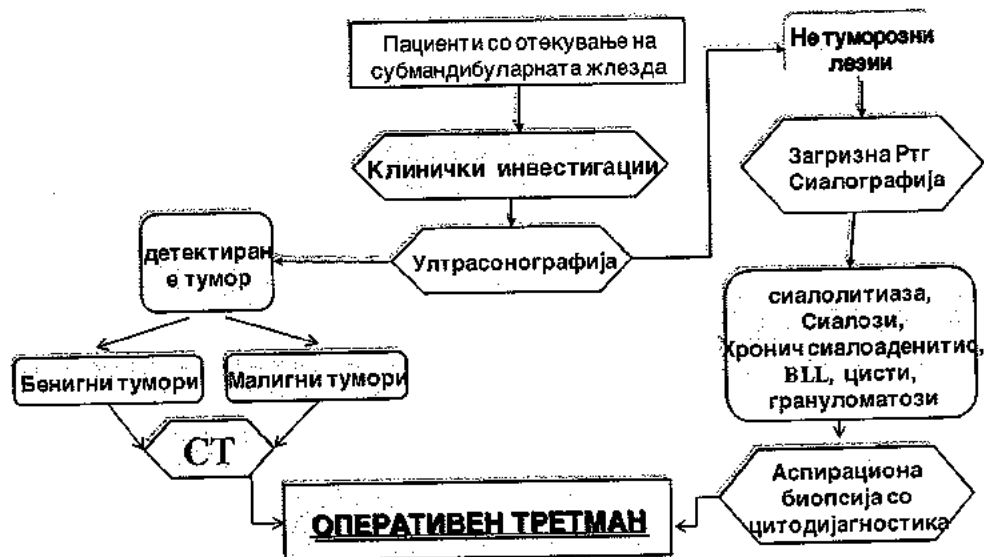 Пациенти со отекување на
субмандибуларната жлезда
Не туморозни
лезии
Клинички инвестигации
Загризна Ртг
Сиалографија
Ултрасонографија
детектиран
е тумор
сиалолитиаза,
Сиалози,
Хронич сиалоаденитис,
BLL, цисти,
грануломатози
Бенигни тумори
Малигни тумори
СТ
Аспирациона
биопсија со
цитодијагностика
ОПЕРАТИВЕН ТРЕТМАН